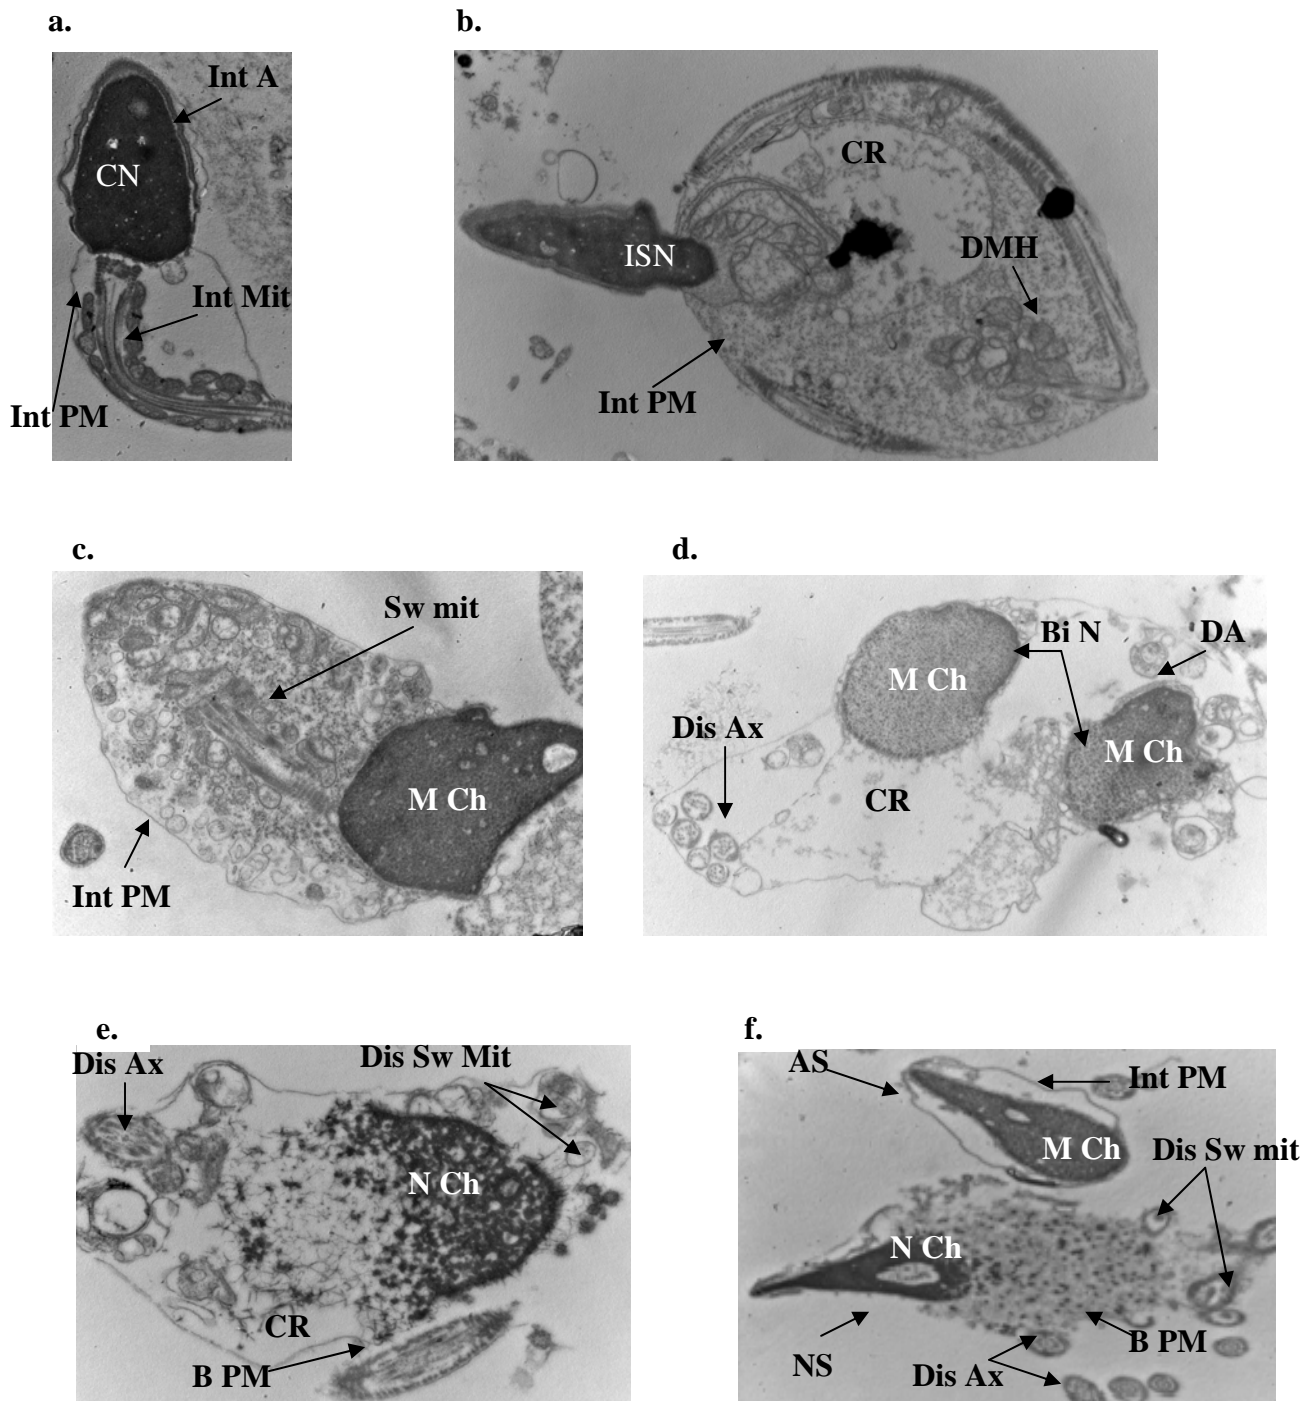 a.
Int A
CN
Int Mit
Int PM
b.
CR
ISN
DMH
Int PM
c.
Sw mit
M Ch
Int PM
d.
Bi N
DA
M Ch
Dis Ax
M Ch
CR
e.
Dis Ax
Dis Sw Mit
N Ch
CR
B PM
f.
AS
Int PM
M Ch
Dis Sw mit
N Ch
B PM
NS
Dis Ax